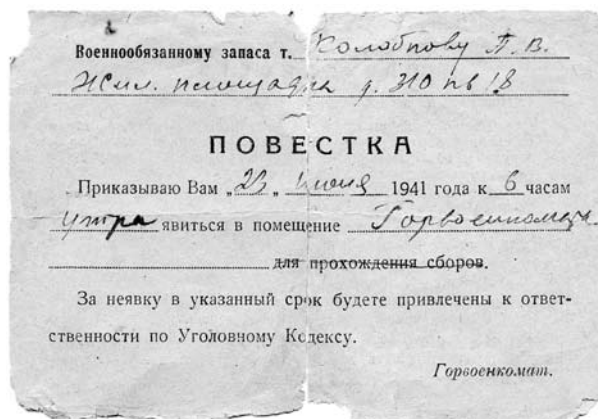 Военнообязанному запаса т. Колобкову П. В.
Жил. площадка д. 310 кв 18
ПОВЕСТКА
Приказываю Вам „23„ июня 1941 года к 6 часам
утра явиться в помещение Горвоенкомата.
для прохождения сборов.
За неявку в указанный срок будете привлечены к ответ-
ственности по Уголовному Кодексу.
Горвоенкомат.